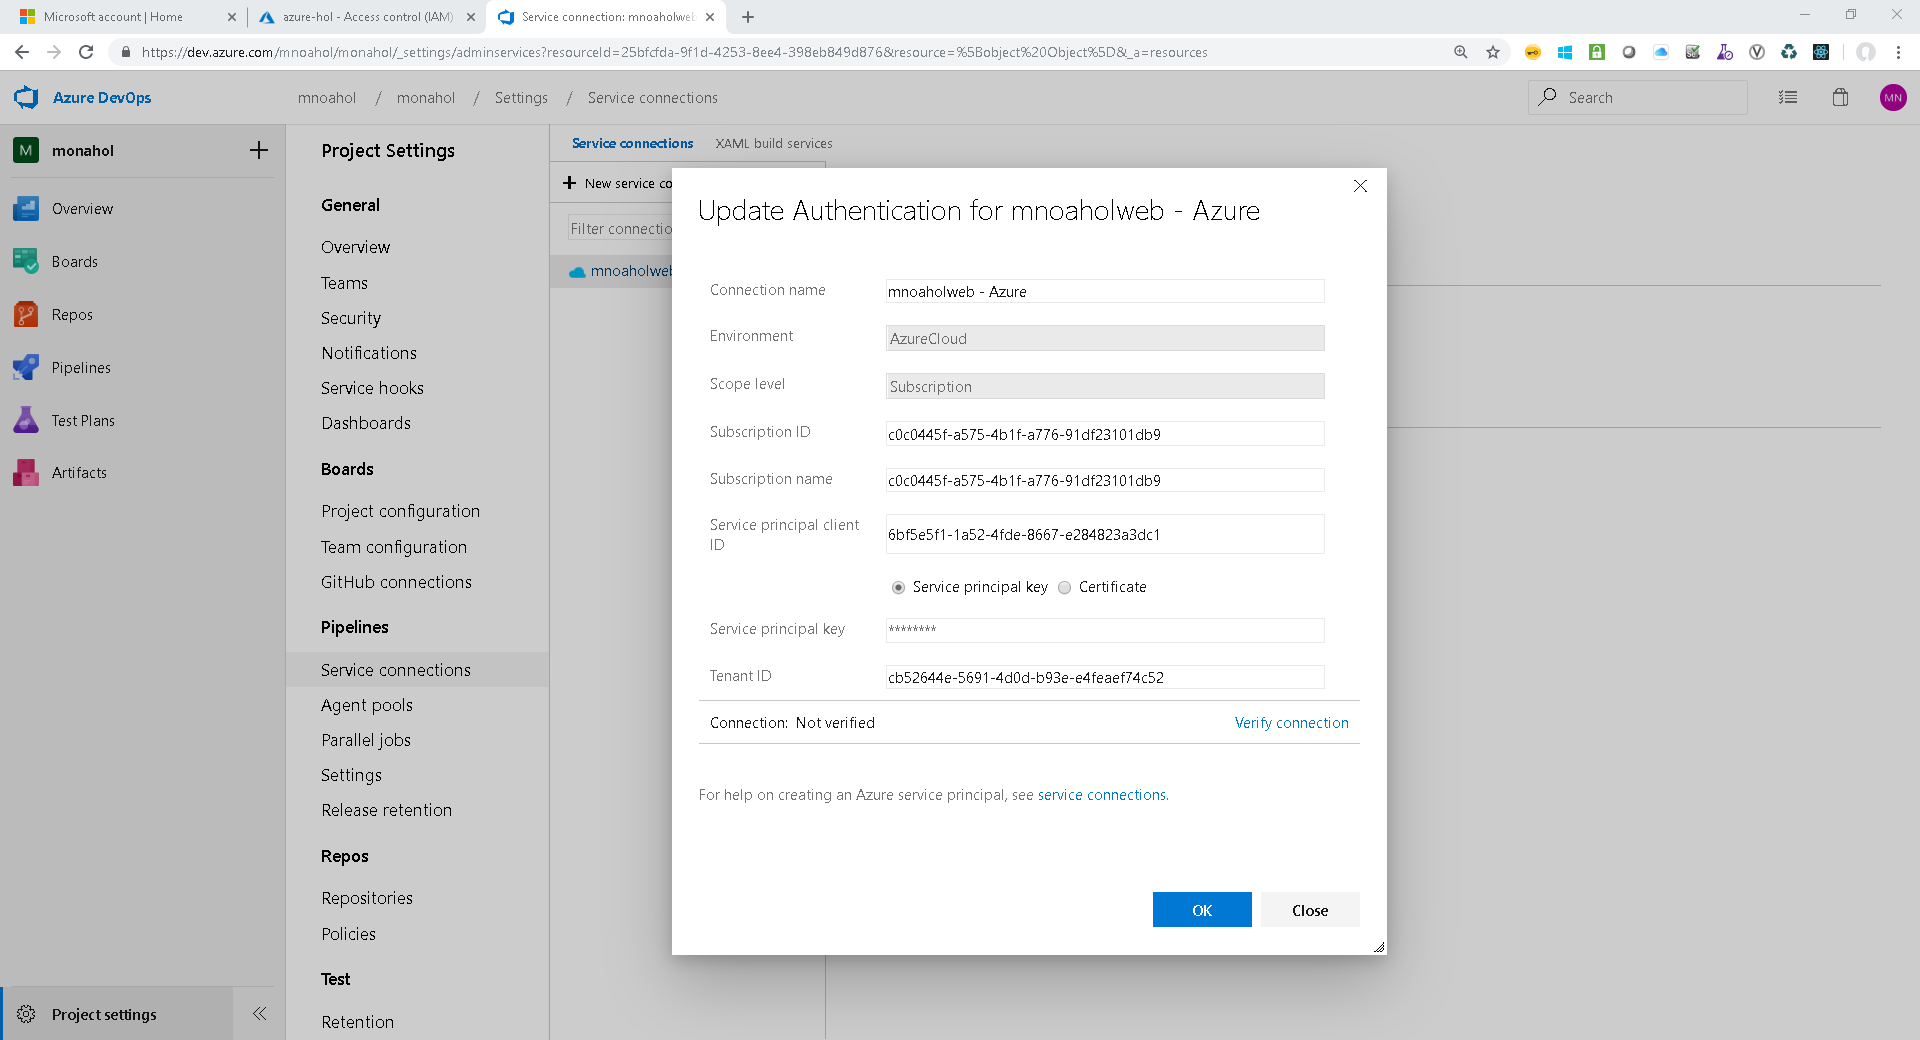 Microsoft account | Home
azure-hol - Access control (IAM)
Service connection: mnoaholweb
https://dev.azure.com/mnoahol/monahol/_settings/adminservices?resourceId=25bfcfda-9f1d-4253-8ee4-398eb849d876&resource=%5Bobject%20Object%5D&_a=resources
Azure DevOps
mnoahol / monahol / Settings / Service connections
Search
MN
M
monahol
Overview
Boards
Repos
Pipelines
Test Plans
Artifacts
Project settings
Project Settings
General
Overview
Teams
Security
Notifications
Service hooks
Dashboards
Boards
Project configuration
Team configuration
GitHub connections
Pipelines
Service connections
Agent pools
Parallel jobs
Settings
Release retention
Repos
Repositories
Policies
Test
Retention
Service connections
XAML build services
New service co
Filter connectio
mnoaholweb
Update Authentication for mnoaholweb - Azure
Connection name
mnoaholweb - Azure
Environment
AzureCloud
Scope level
Subscription
Subscription ID
c0c0445f-a575-4b1f-a776-91df23101db9
Subscription name
c0c0445f-a575-4b1f-a776-91df23101db9
Service principal client
ID
6bf5e5f1-1a52-4fde-8667-e284823a3dc1
Service principal key
Certificate
Service principal key
********
Tenant ID
cb52644e-5691-4d0d-b93e-e4feaef74c52
Connection: Not verified
Verify connection
For help on creating an Azure service principal, see service connections.
OK
Close